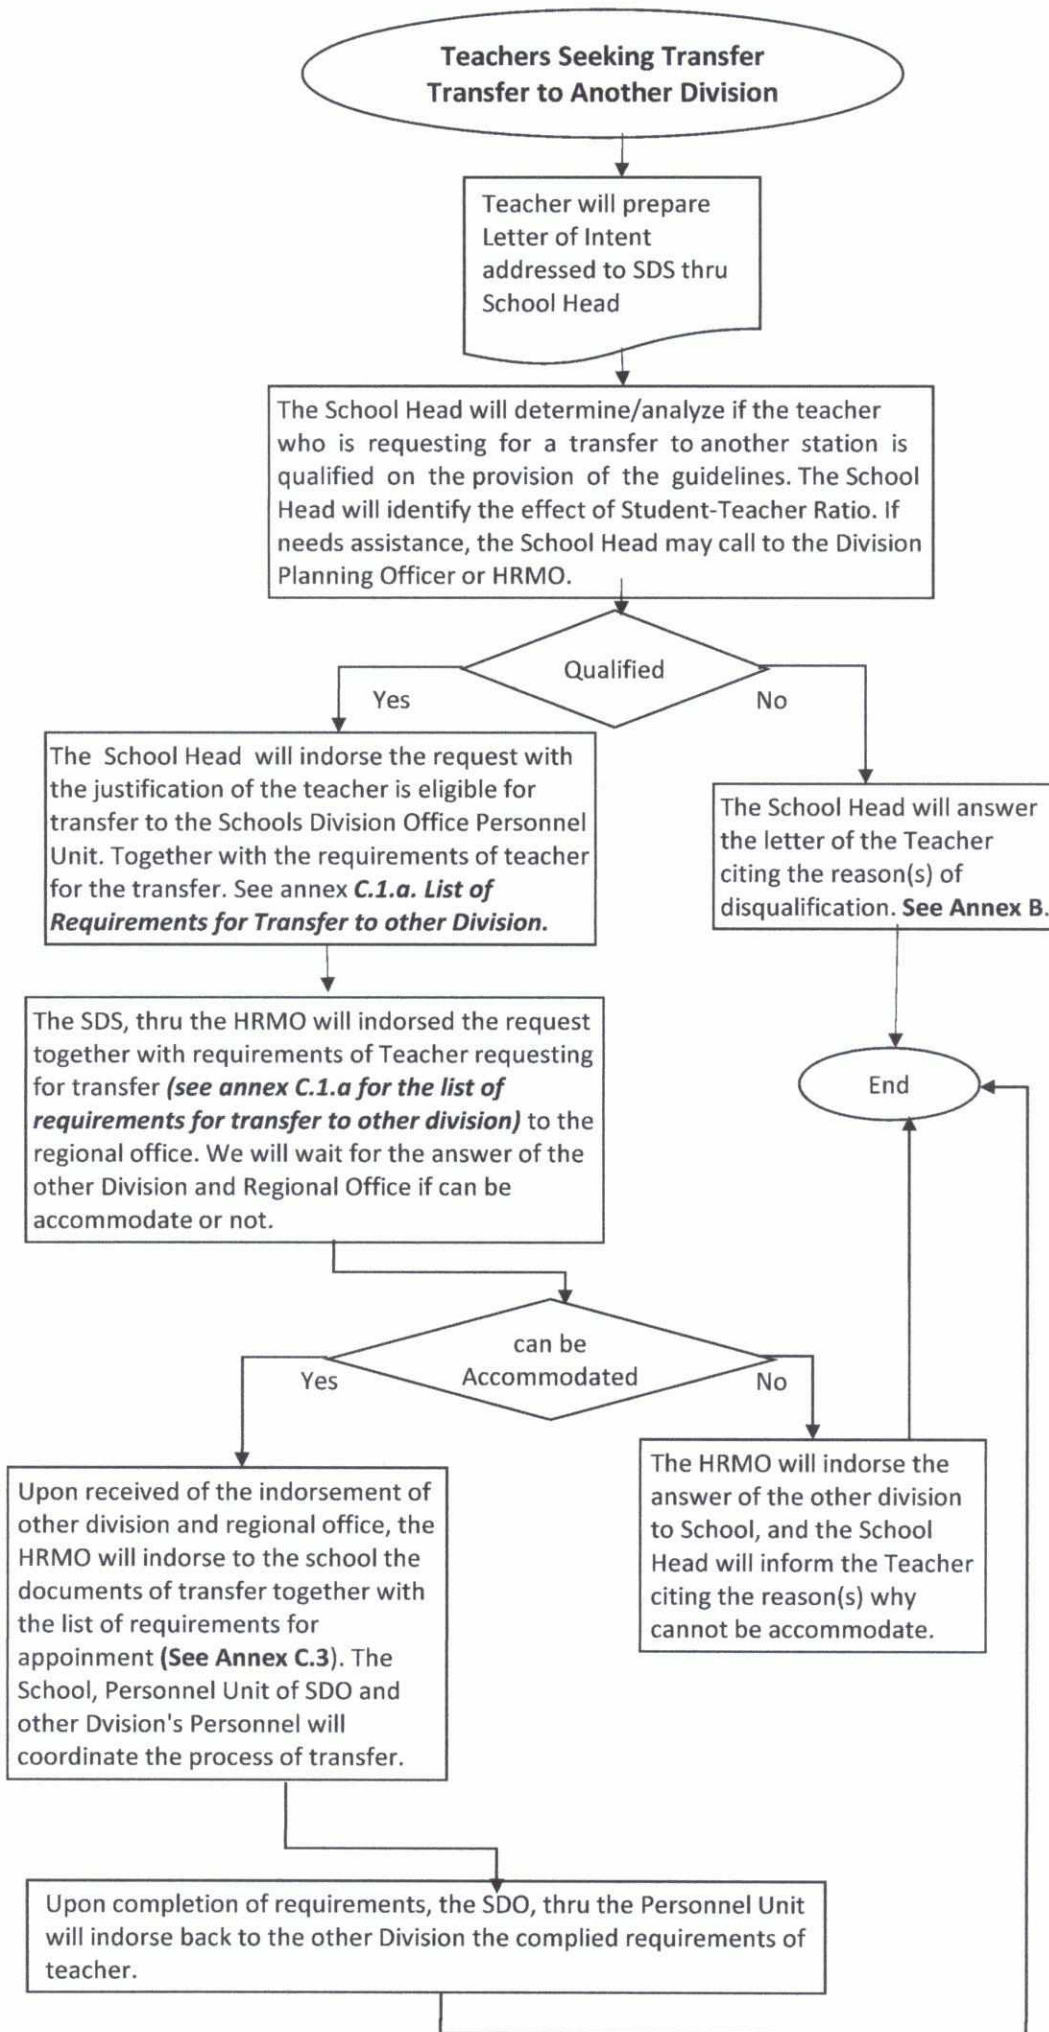 Teachers Seeking Transfer
Transfer to Another Division
Teacher will prepare
Letter of Intent
addressed to SDS thru
School Head
The School Head will determine/analyze if the teacher
who is requesting for a transfer to another station is
qualified on the provision of the guidelines. The School
Head will identify the effect of Student-Teacher Ratio. If
needs assistance, the School Head may call to the Division
Planning Officer or HRMO.
Qualified
Yes
No
The School Head will indorse the request with
the justification of the teacher is eligible for
transfer to the Schools Division Office Personnel
Unit. Together with the requirements of teacher
for the transfer. See annex C.1.a. List of
Requirements for Transfer to other Division.
The School Head will answer
the letter of the Teacher
citing the reason(s) of
disqualification. See Annex B.
The SDS, thru the HRMO will indorsed the request
together with requirements of Teacher requesting
for transfer (see annex C.1.a for the list of
requirements for transfer to other division) to the
regional office. We will wait for the answer of the
other Division and Regional Office if can be
accommodate or not.
End
can be
Accommodated
Yes
No
Upon received of the indorsement of
other division and regional office, the
HRMO will indorse to the school the
documents of transfer together with
the list of requirements for
appoinment (See Annex C.3). The
School, Personnel Unit of SDO and
other Dvision's Personnel will
coordinate the process of transfer.
The HRMO will indorse the
answer of the other division
to School, and the School
Head will inform the Teacher
citing the reason(s) why
cannot be accommodate.
Upon completion of requirements, the SDO, thru the Personnel Unit
will indorse back to the other Division the complied requirements of
teacher.